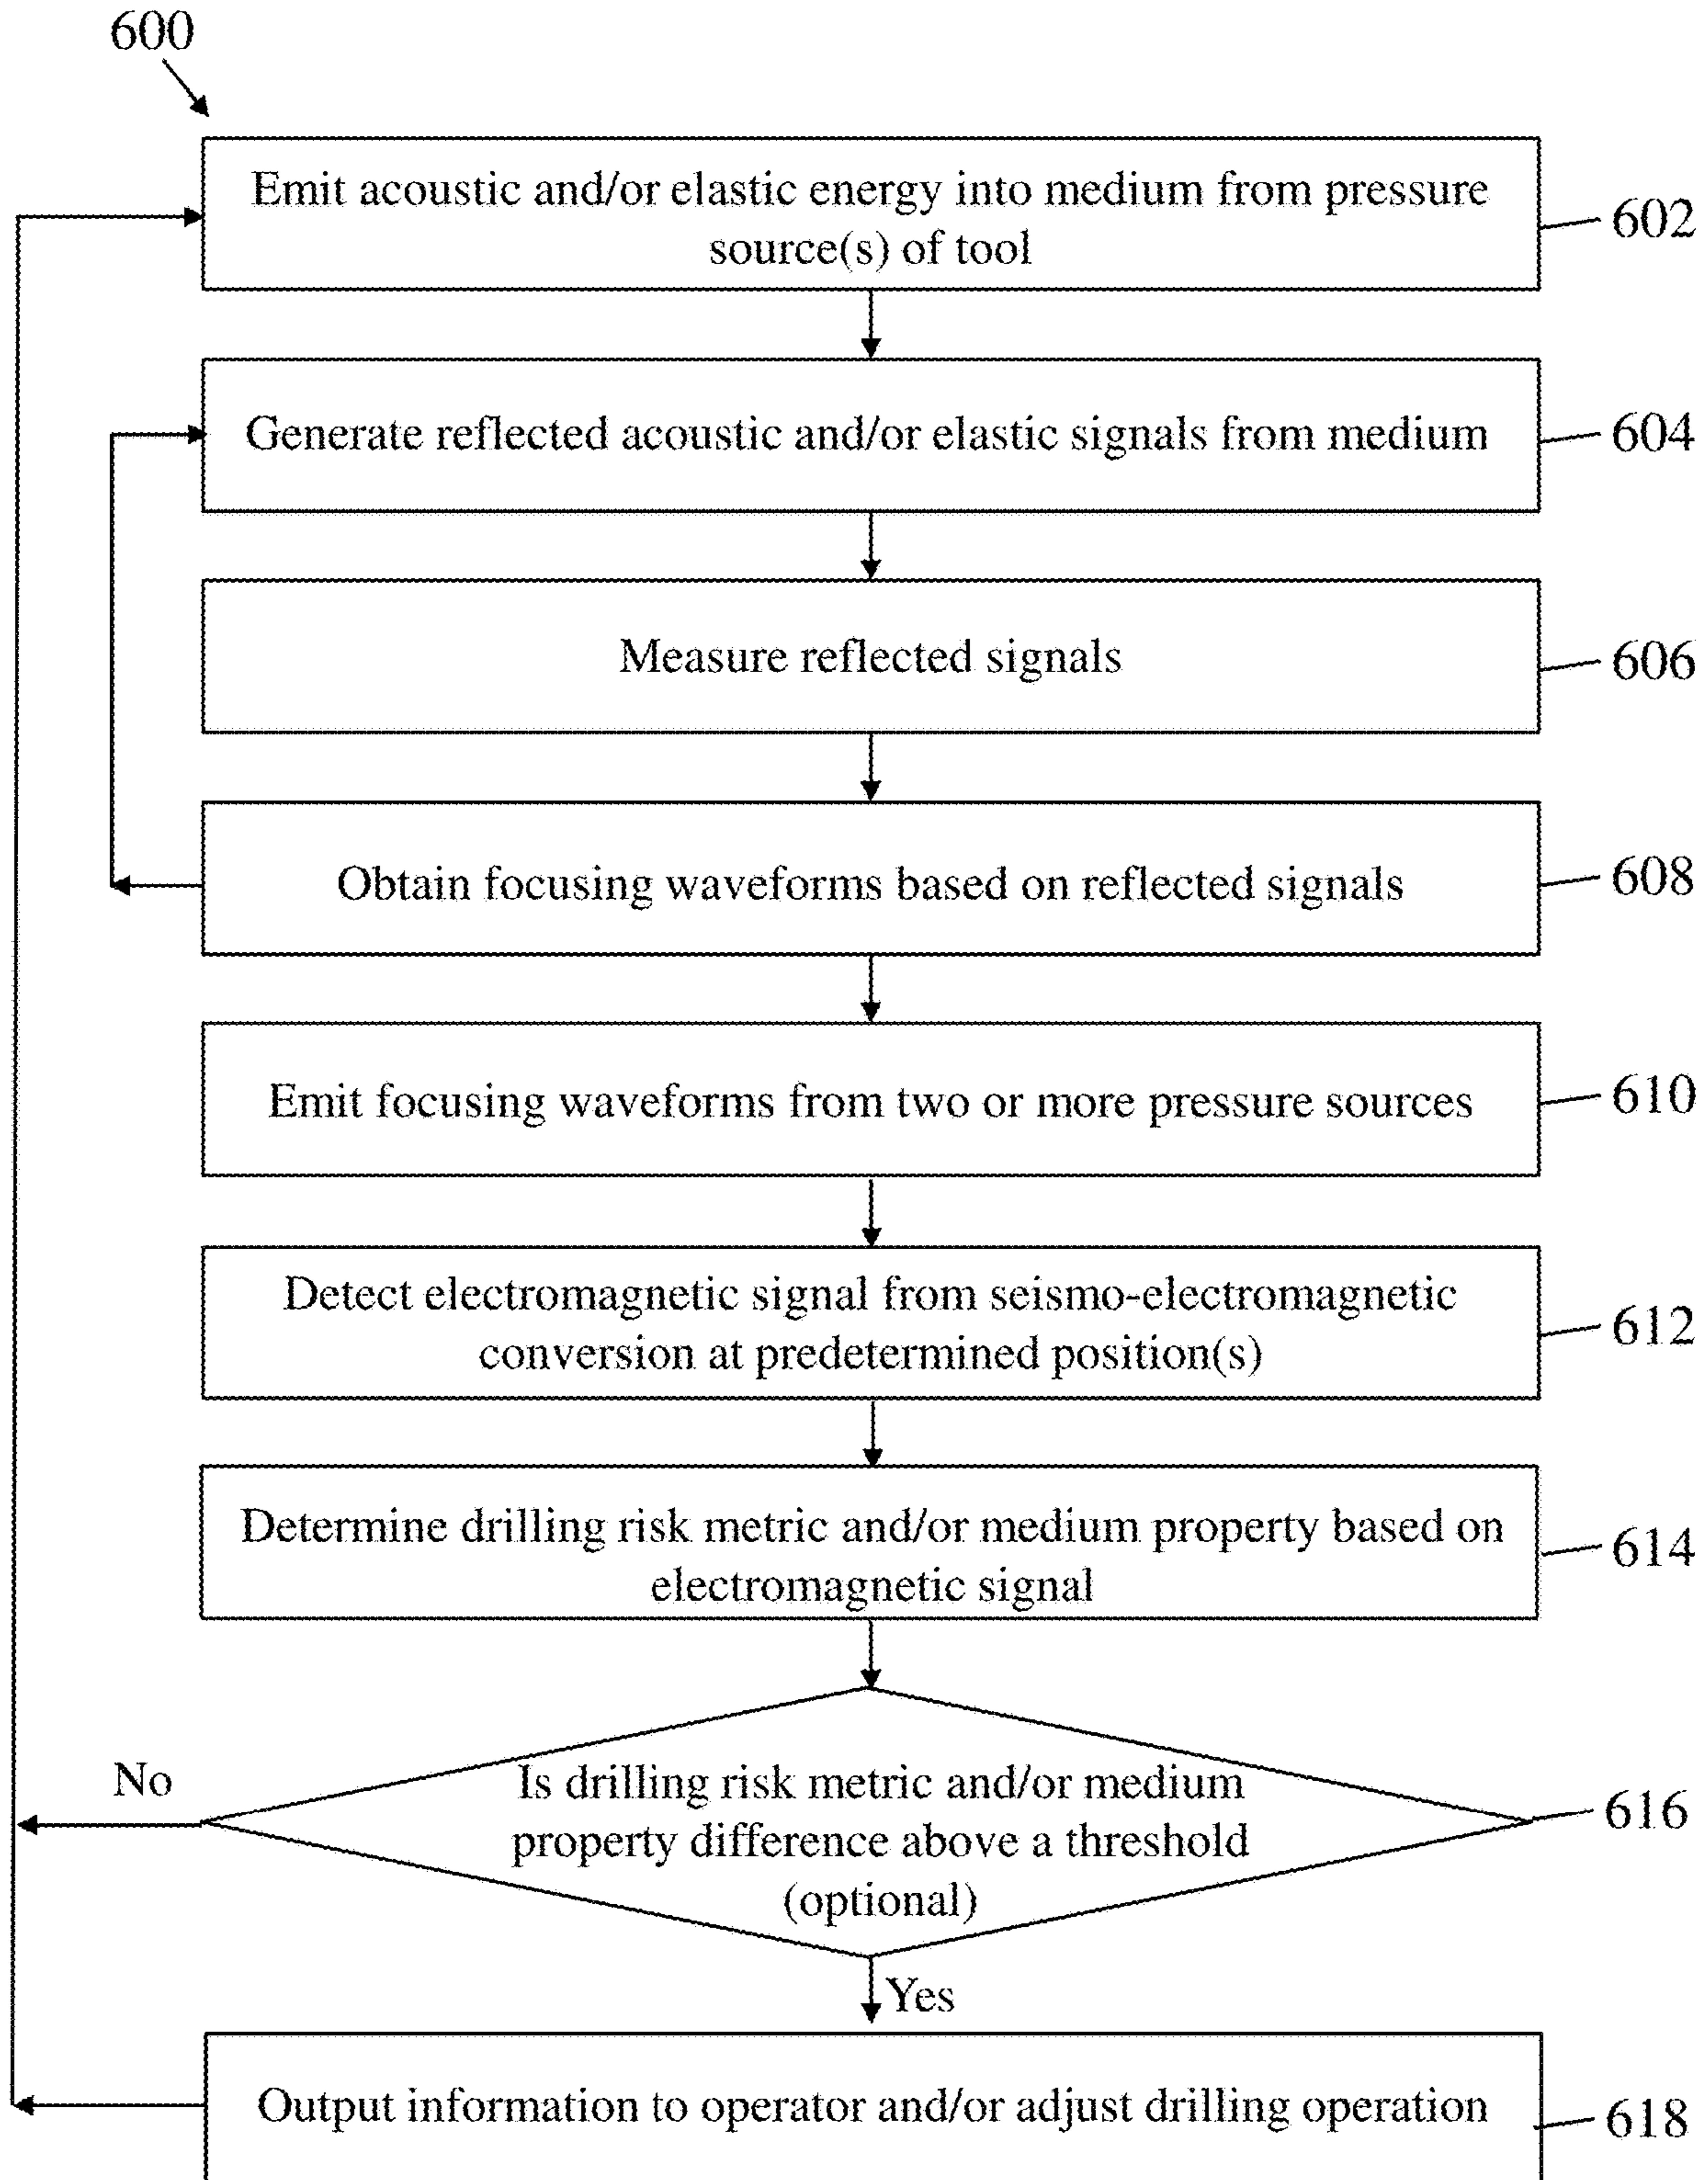 600
Emit acoustic and/or elastic energy into medium from pressure
source(s) of tool
602
Generate reflected acoustic and/or elastic signals from medium
604
Measure reflected signals
606
Obtain focusing waveforms based on reflected signals
608
Emit focusing waveforms from two or more pressure sources
610
Detect electromagnetic signal from seismo-electromagnetic
conversion at predetermined position(s)
612
Determine drilling risk metric and/or medium property based on
electromagnetic signal
614
No
Is drilling risk metric and/or medium
property difference above a threshold
(optional)
616
Yes
Output information to operator and/or adjust drilling operation
618